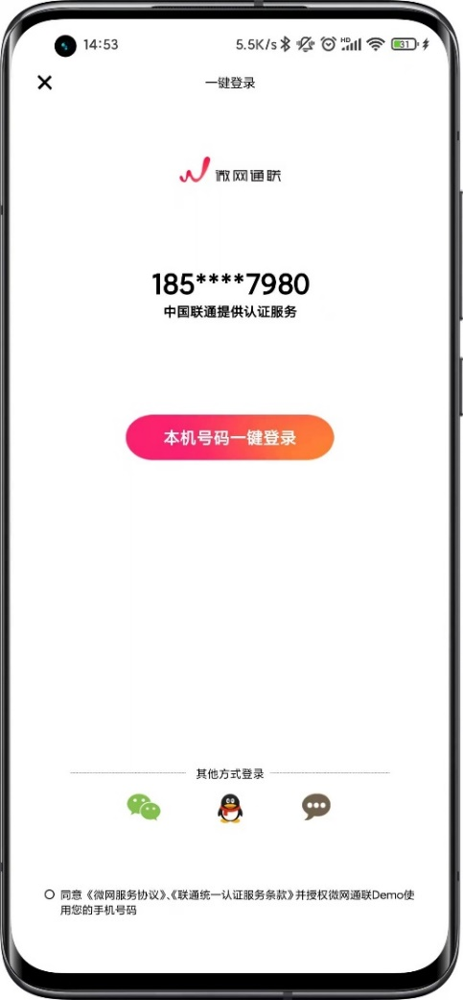 14:53
5.5K/s HD 31
一键登录
微网通联
185****7980
中国联通提供认证服务
本机号码一键登录
其他方式登录
同意《微网服务协议》、《联通统一认证服务条款》并授权微网通联Demo使
用您的手机号码